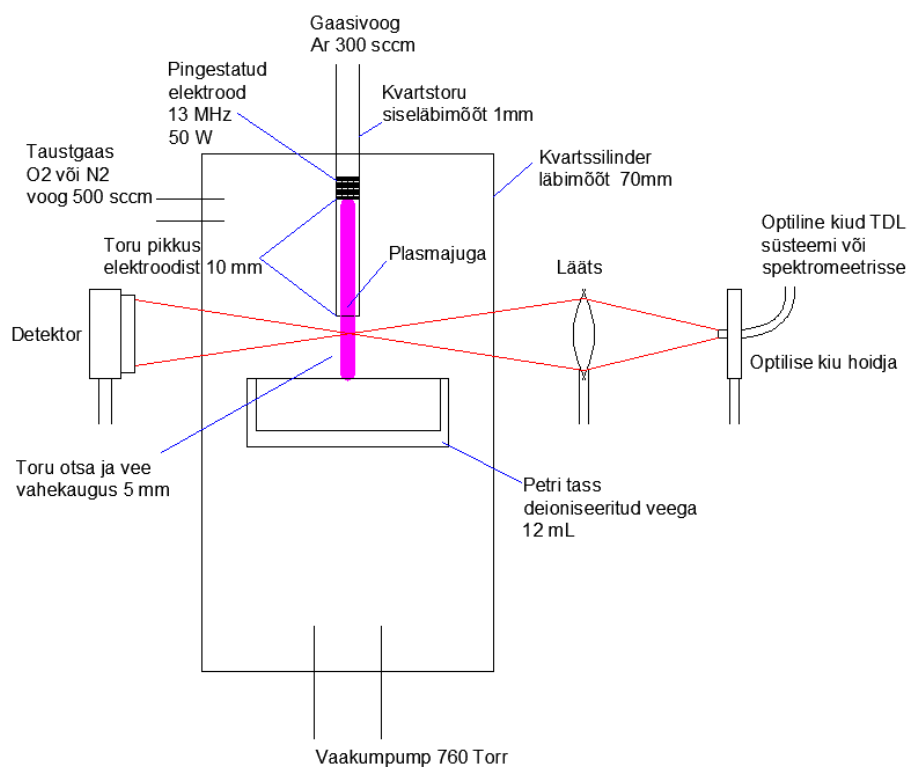 Gaasivoog
Ar 300 sccm
Pingestatud
elektrood
13 MHz
50 W
Kvartstoru
siseläbimõõt 1mm
Taustgaas
O2 või N2
voog 500 sccm
Kvartssilinder
läbimõõt 70mm
Toru pikkus
elektroodist 10 mm
Plasmajuga
Lääts
Optiline kiud TDL
süsteemi või
spektromeetrisse
Detektor
Optilise kiu hoidja
Toru otsa ja vee
vahekaugus 5 mm
Petri tass
deioniseeritud veega
12 mL
Vaakumpump 760 Torr